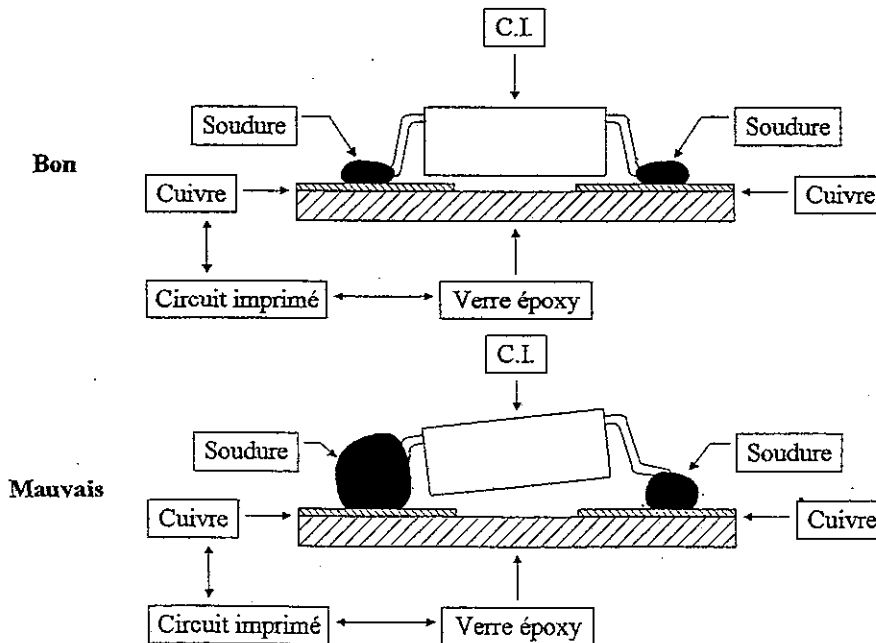 C.I.
Soudure
Soudure
Bon
Cuivre
Cuivre
Circuit imprimé
Verre époxy
C.I.
Soudure
Soudure
Mauvais
Cuivre
Cuivre
Circuit imprimé
Verre époxy